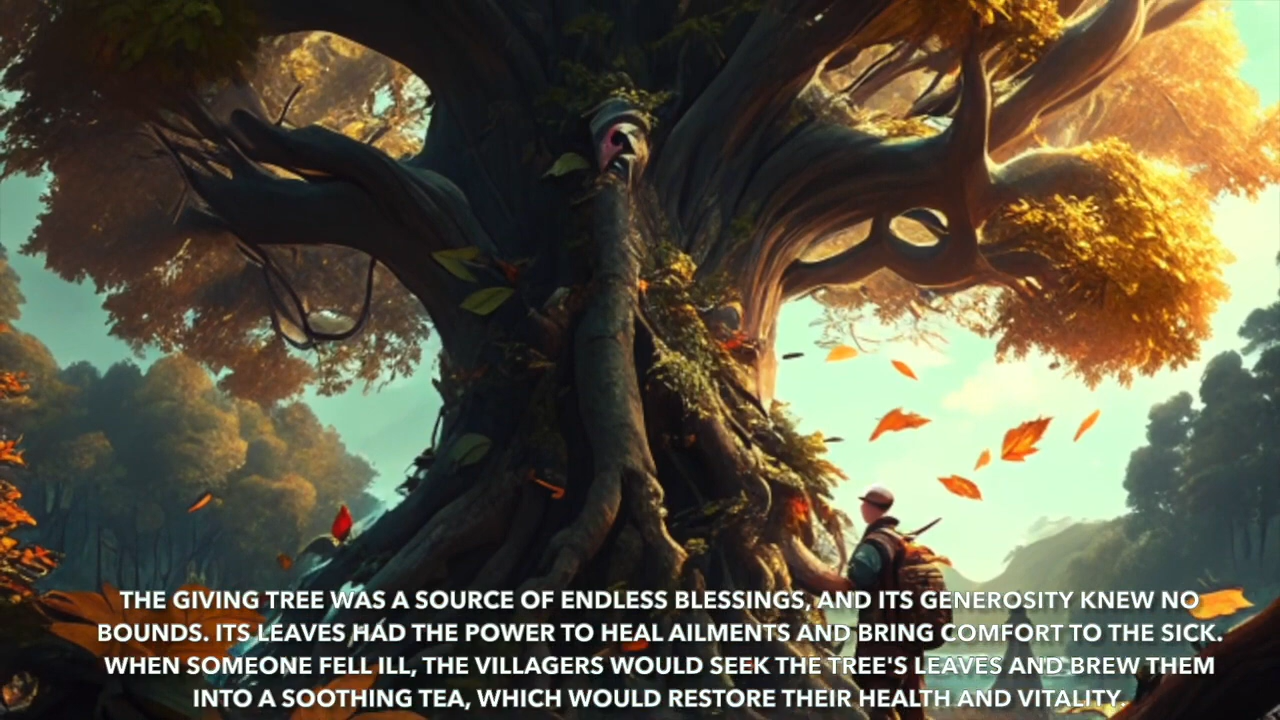 THE GIVING TREE WAS A SOURCE OF ENDLESS BLESSINGS, AND ITS GENEROSITY KNEW NO
BOUNDS. ITS LEAVES HAD THE POWER TO HEAL AILMENTS AND BRING COMFORT TO THE SICK.
WHEN SOMEONE FELL ILL, THE VILLAGERS WOULD SEEK THE TREE'S LEAVES AND BREW THEM
INTO A SOOTHING TEA, WHICH WOULD RESTORE THEIR HEALTH AND VITALITY.